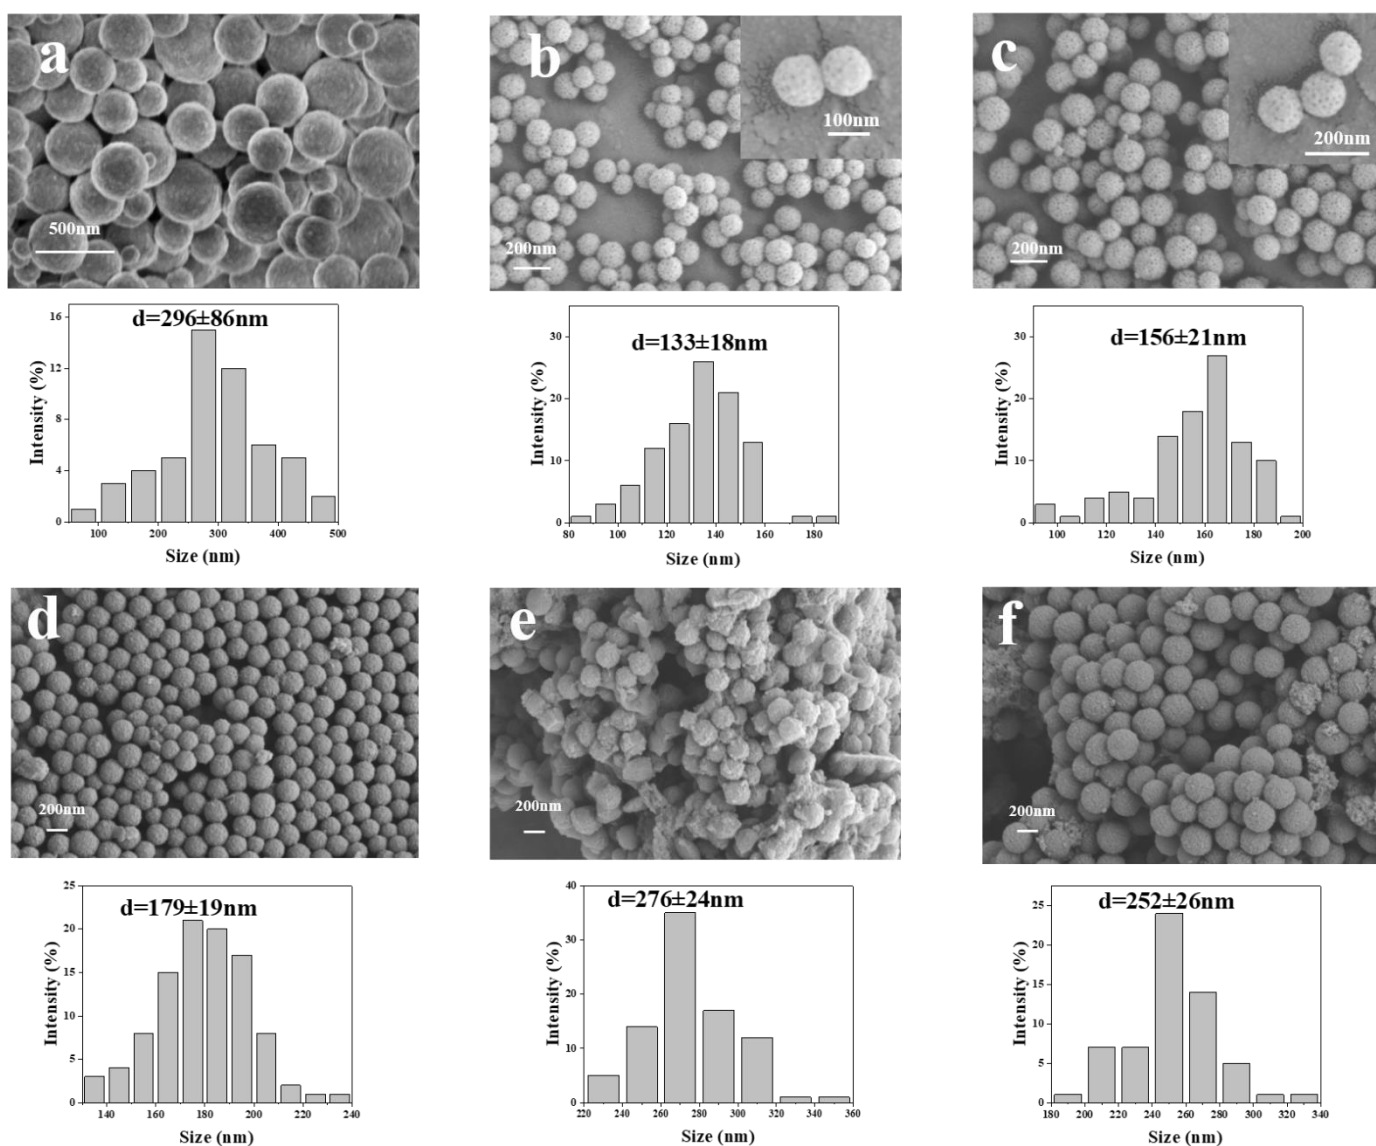 a
500nm
b
100nm
200nm
c
200nm
200nm
d=296±86nm
Intensity (%)
16
12
8
4
0
100 200 300 400 500
Size (nm)
d=133±18nm
Intensity (%)
30
20
10
0
80 100 120 140 160 180
Size (nm)
d=156±21nm
Intensity (%)
30
20
10
0
100 120 140 160 180 200
Size (nm)
d
200nm
e
200nm
f
200nm
d=179±19nm
Intensity (%)
25
20
15
10
5
0
140 160 180 200 220 240
Size (nm)
d=276±24nm
Intensity (%)
40
30
20
10
0
220 240 260 280 300 320 340 360
Size (nm)
d=252±26nm
Intensity (%)
25
20
15
10
5
0
180 200 220 240 260 280 300 320 340
Size (nm)